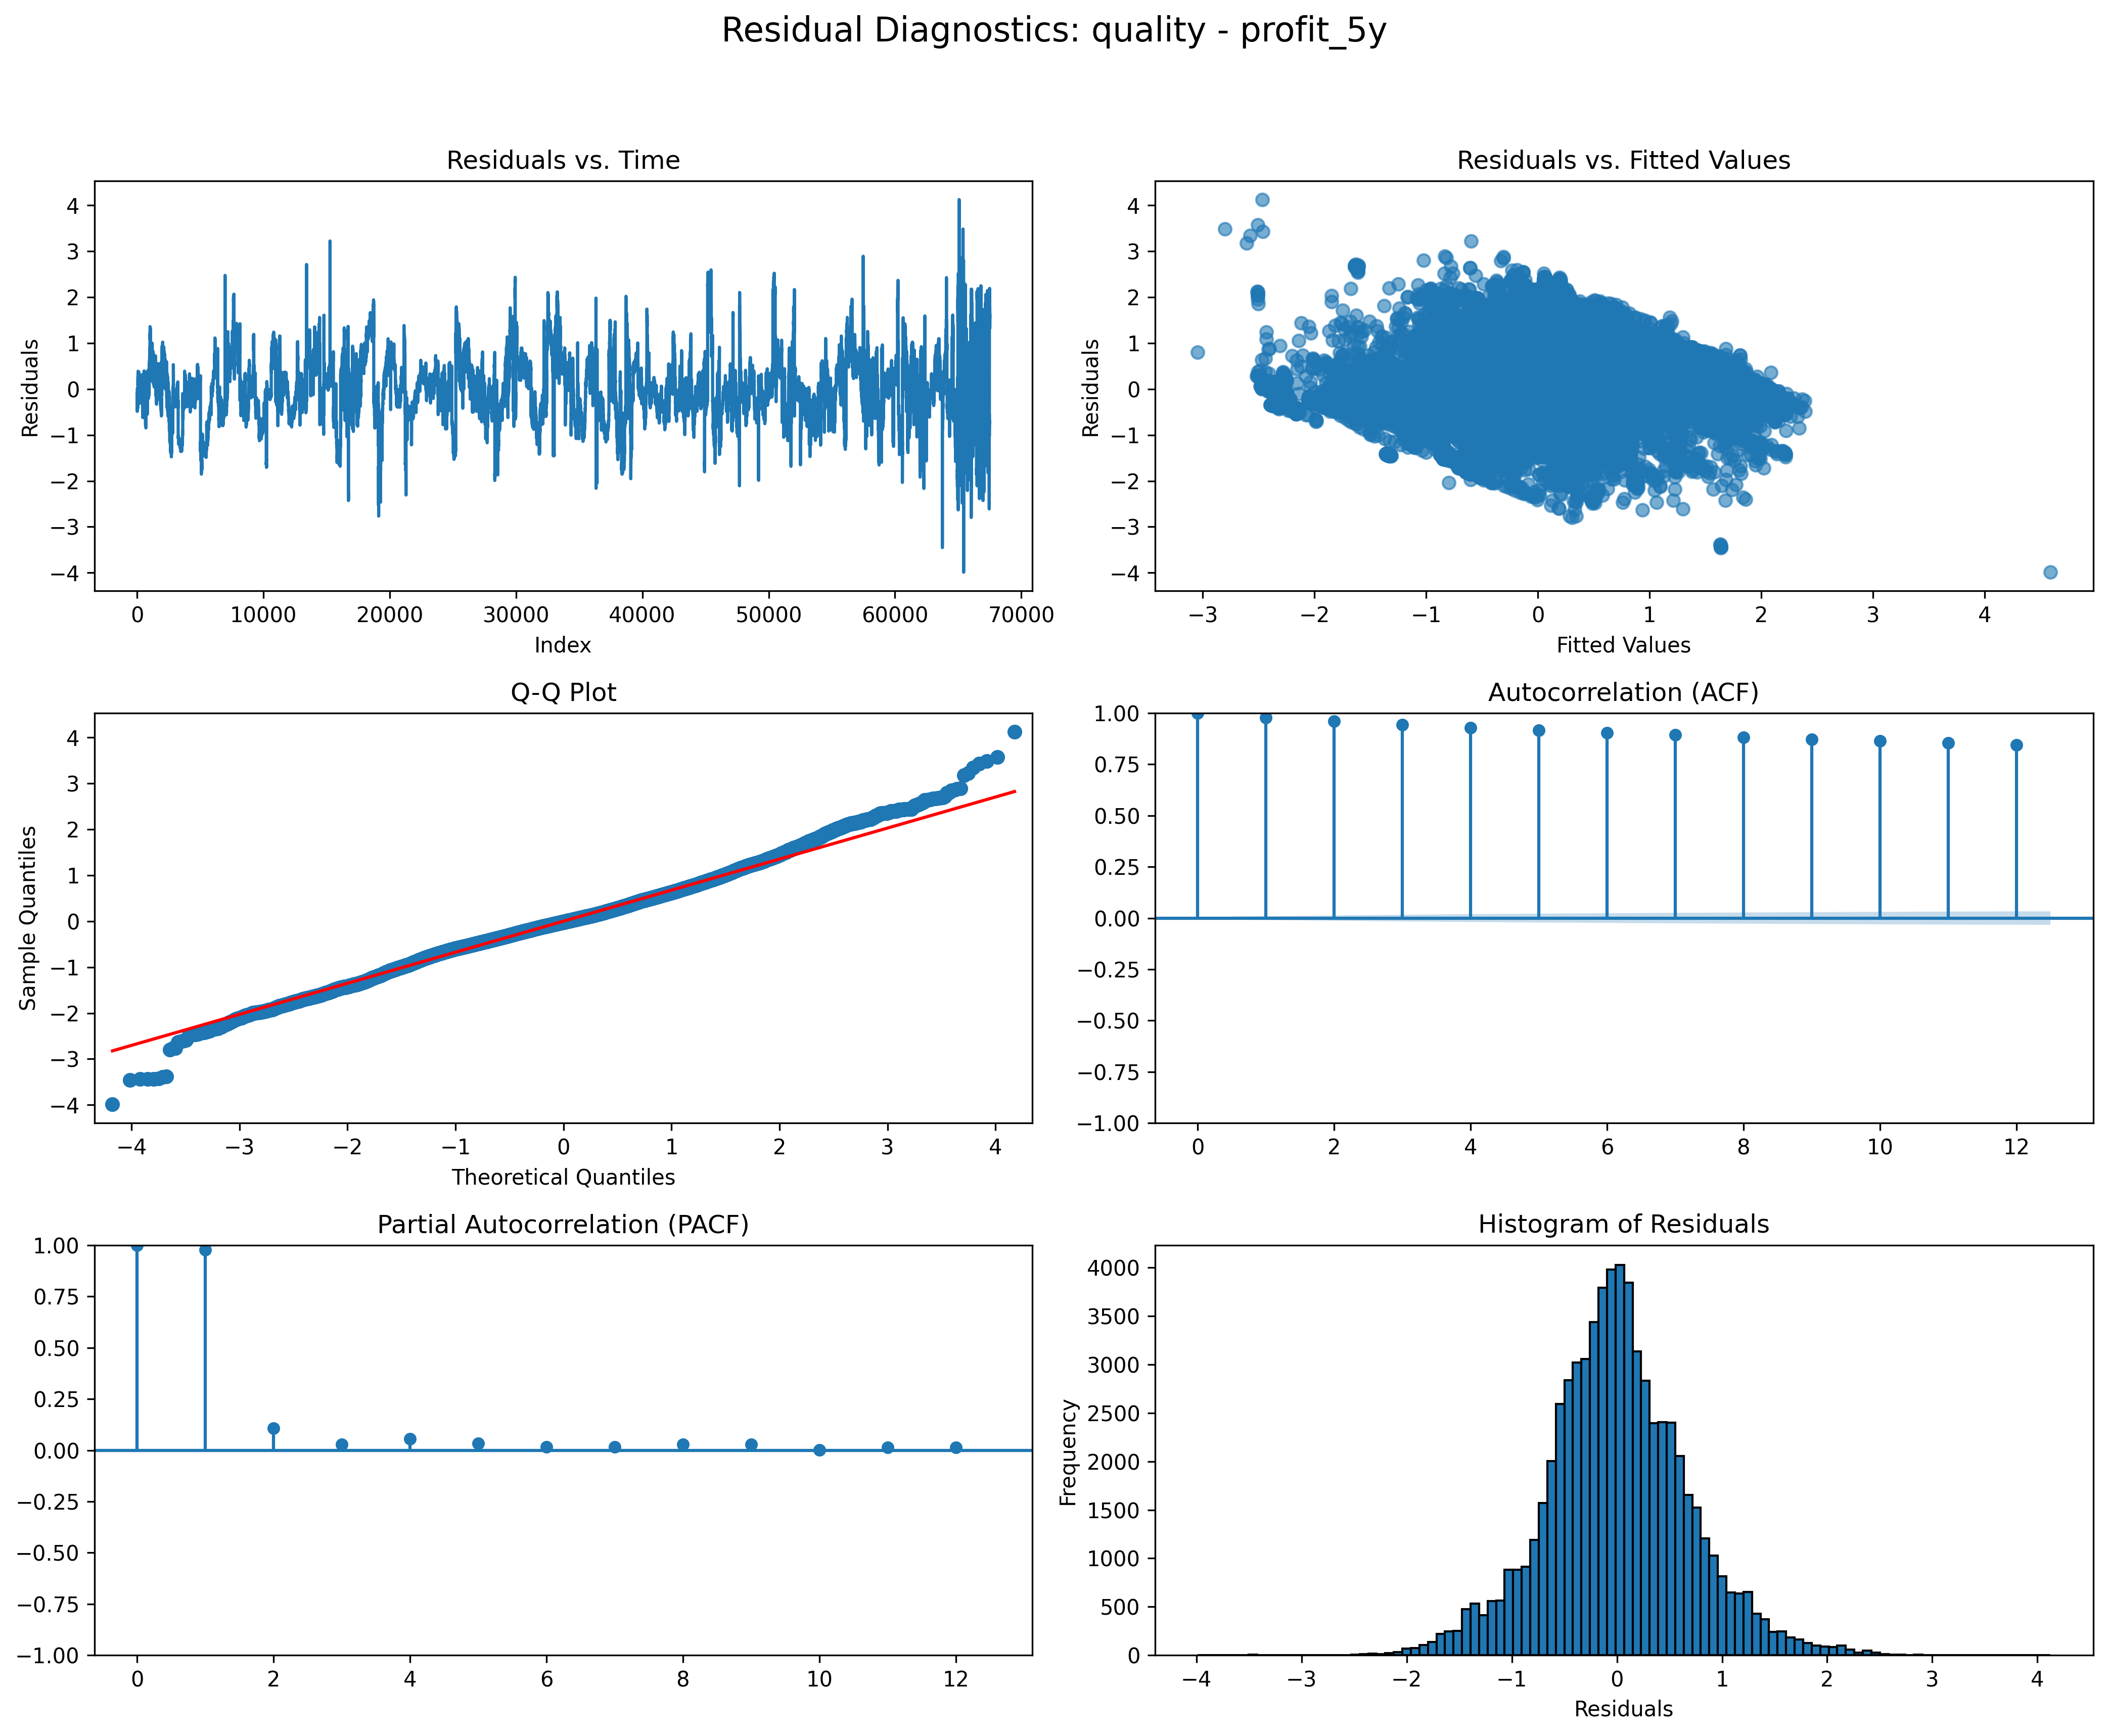 Residual Diagnostics: quality - profit_5y
Residuals vs. Time
Residuals
4
3
2
1
0
−1
−2
−3
−4
0 10000 20000 30000 40000 50000 60000 70000
Index
Residuals vs. Fitted Values
Residuals
4
3
2
1
0
−1
−2
−3
−4
−3 −2 −1 0 1 2 3 4
Fitted Values
Q-Q Plot
Sample Quantiles
4
3
2
1
0
−1
−2
−3
−4
−4 −3 −2 −1 0 1 2 3 4
Theoretical Quantiles
Autocorrelation (ACF)
1.00
0.75
0.50
0.25
0.00
−0.25
−0.50
−0.75
−1.00
0 2 4 6 8 10 12
Partial Autocorrelation (PACF)
1.00
0.75
0.50
0.25
0.00
−0.25
−0.50
−0.75
−1.00
0 2 4 6 8 10 12
Histogram of Residuals
Frequency
4000
3500
3000
2500
2000
1500
1000
500
0
−4 −3 −2 −1 0 1 2 3 4
Residuals